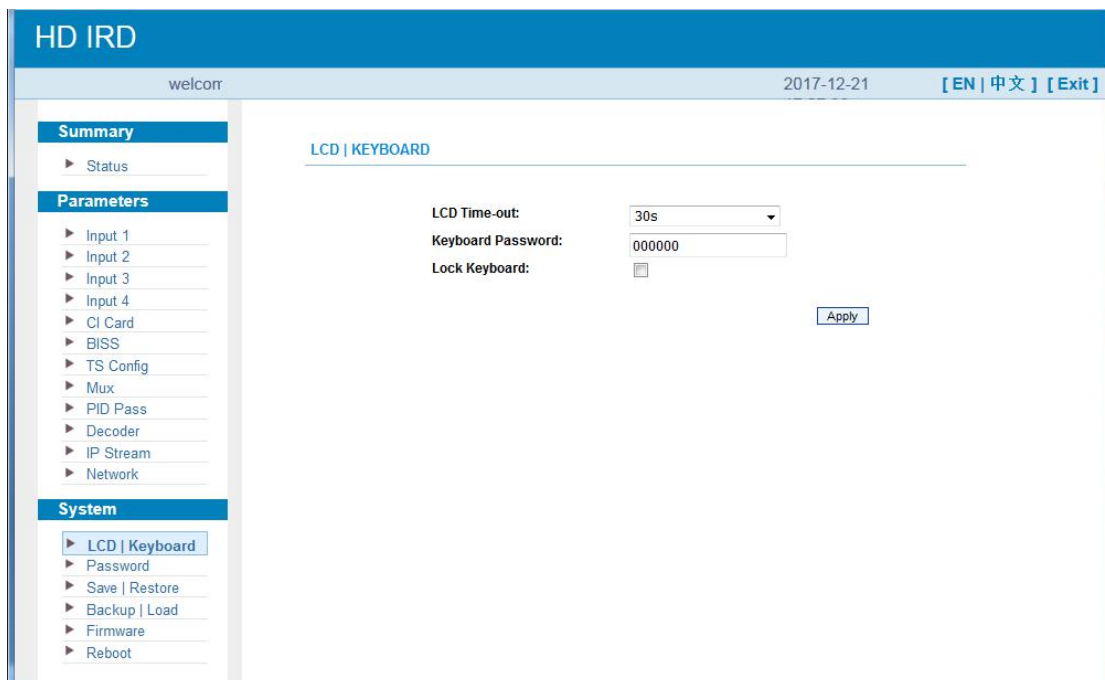 HD IRD
welcom 2017-12-21 [ EN | 中文 ] [ Exit ]
Summary
Status
Parameters
Input 1
Input 2
Input 3
Input 4
CI Card
BISS
TS Config
Mux
PID Pass
Decoder
IP Stream
Network
System
LCD | Keyboard
Password
Save | Restore
Backup | Load
Firmware
Reboot
LCD | KEYBOARD
LCD Time-out: 30s
Keyboard Password: 000000
Lock Keyboard:
Apply